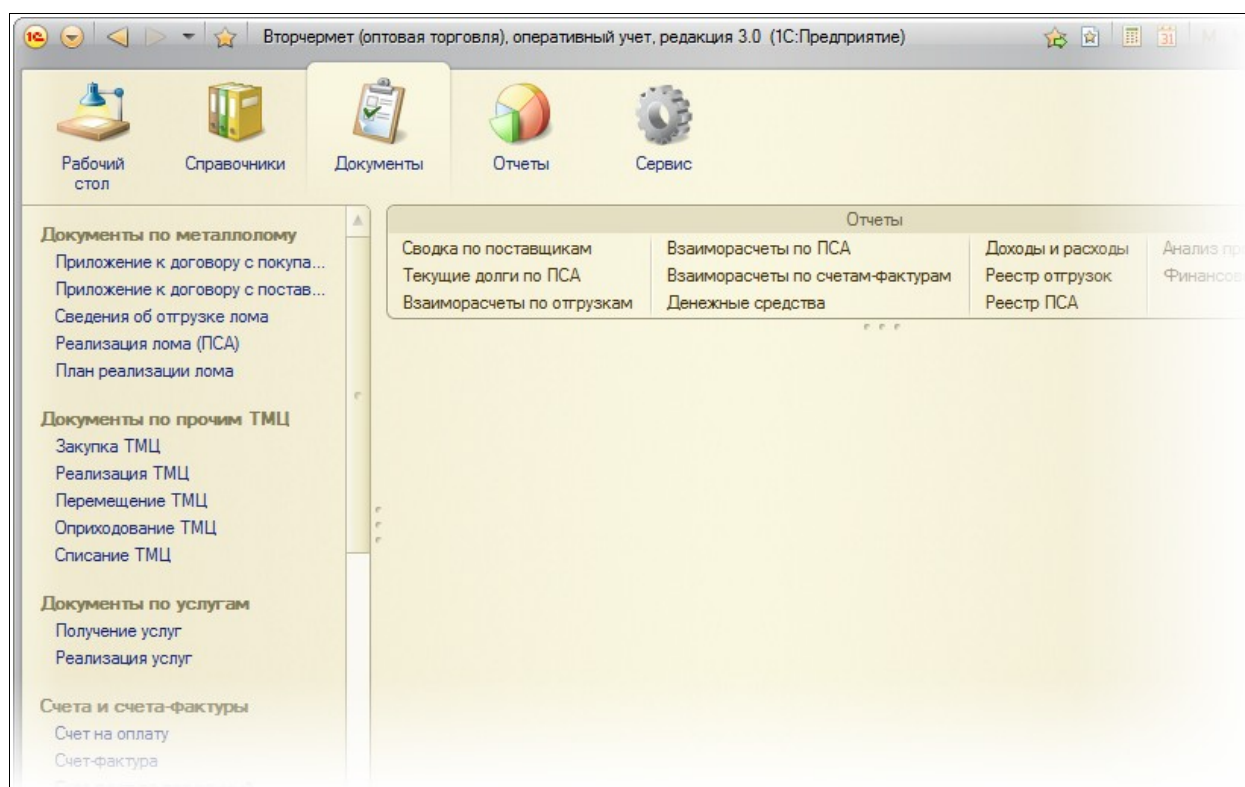 1С Вторчермет (оптовая торговля), оперативный учет, редакция 3.0 (1С:Предприятие) 31 M
Рабочий
стол
Справочники
Документы
Отчеты
Сервис
Документы по металлолому
Приложение к договору с покупа...
Приложение к договору с постав...
Сведения об отгрузке лома
Реализация лома (ПСА)
План реализации лома
Документы по прочим ТМЦ
Закупка ТМЦ
Реализация ТМЦ
Перемещение ТМЦ
Оприходование ТМЦ
Списание ТМЦ
Документы по услугам
Получение услуг
Реализация услуг
Счета и счета-фактуры
Счет на оплату
Счет-фактура
Отчеты
Сводка по поставщикам
Текущие долги по ПСА
Взаиморасчеты по отгрузкам
Взаиморасчеты по ПСА
Взаиморасчеты по счетам-фактурам
Денежные средства
Доходы и расходы
Реестр отгрузок
Реестр ПСА
Анализ